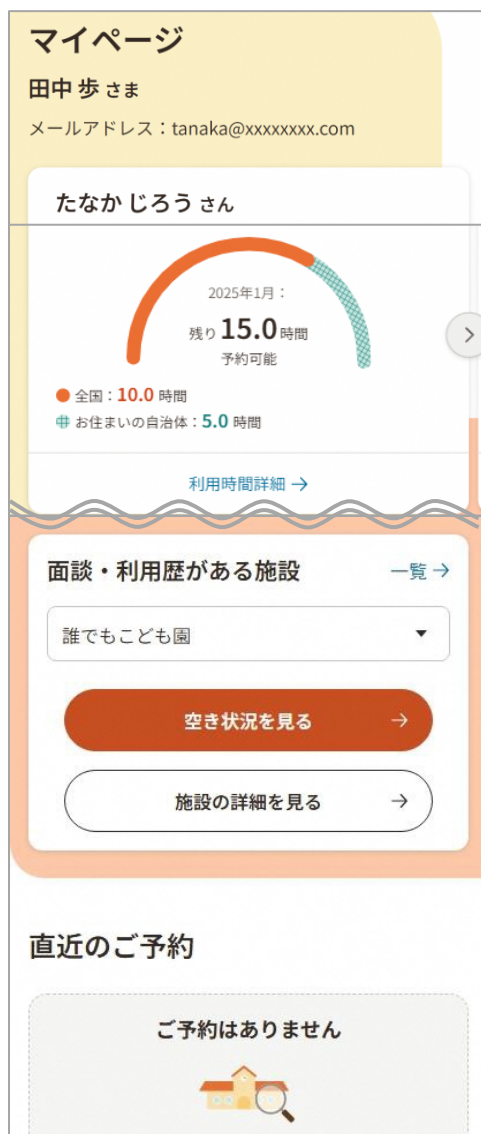 マイページ
田中 歩 さま
メールアドレス：tanaka@xxxxxxxx.com
たなか じろう さん
2025年1月：
残り 15.0 時間
予約可能
全国：10.0 時間
お住まいの自治体：5.0 時間
利用時間詳細 →
面談・利用歴がある施設 一覧 →
誰でもこども園
空き状況を見る →
施設の詳細を見る →
直近のご予約
ご予約はありません